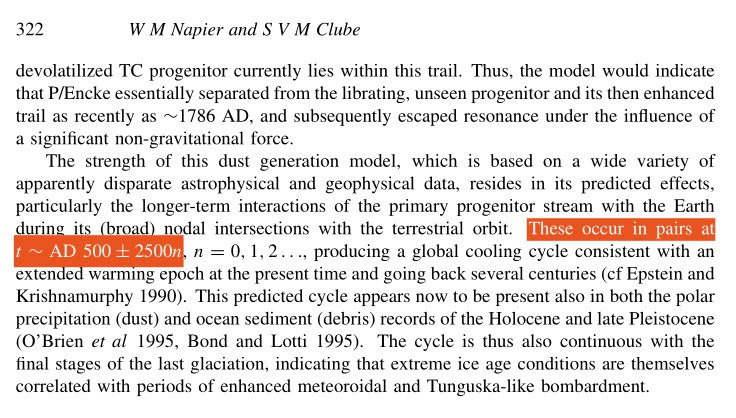 322 W M Napier and S V M Clube
devolatilized TC progenitor currently lies within this trail. Thus, the model would indicate
that P/Encke essentially separated from the librating, unseen progenitor and its then enhanced
trail as recently as ∼1786 AD, and subsequently escaped resonance under the influence of
a significant non-gravitational force.
The strength of this dust generation model, which is based on a wide variety of
apparently disparate astrophysical and geophysical data, resides in its predicted effects,
particularly the longer-term interactions of the primary progenitor stream with the Earth
during its (broad) nodal intersections with the terrestrial orbit. These occur in pairs at
t ∼ AD 500 ± 2500n, n = 0, 1, 2 . . ., producing a global cooling cycle consistent with an
extended warming epoch at the present time and going back several centuries (cf Epstein and
Krishnamurphy 1990). This predicted cycle appears now to be present also in both the polar
precipitation (dust) and ocean sediment (debris) records of the Holocene and late Pleistocene
(O'Brien et al 1995, Bond and Lotti 1995). The cycle is thus also continuous with the
final stages of the last glaciation, indicating that extreme ice age conditions are themselves
correlated with periods of enhanced meteoroidal and Tunguska-like bombardment.